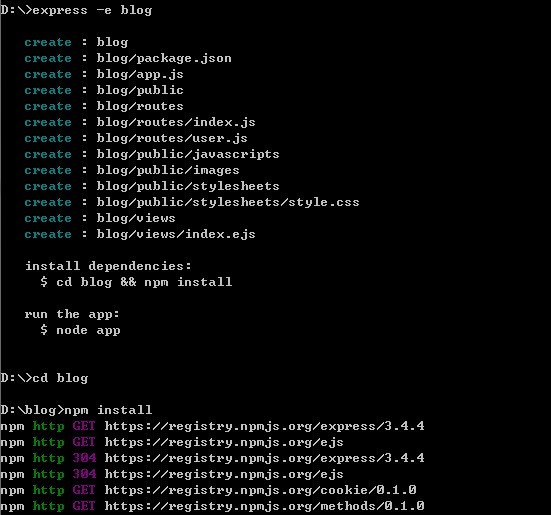 D:\>express -e blog
create : blog
create : blog/package.json
create : blog/app.js
create : blog/public
create : blog/routes
create : blog/routes/index.js
create : blog/routes/user.js
create : blog/public/javascripts
create : blog/public/images
create : blog/public/stylesheets
create : blog/public/stylesheets/style.css
create : blog/views
create : blog/views/index.ejs
install dependencies:
$ cd blog && npm install
run the app:
$ node app
D:\>cd blog
D:\blog>npm install
npm http GET https://registry.npmjs.org/express/3.4.4
npm http GET https://registry.npmjs.org/ejs
npm http 304 https://registry.npmjs.org/express/3.4.4
npm http 304 https://registry.npmjs.org/ejs
npm http GET https://registry.npmjs.org/cookie/0.1.0
npm http GET https://registry.npmjs.org/methods/0.1.0